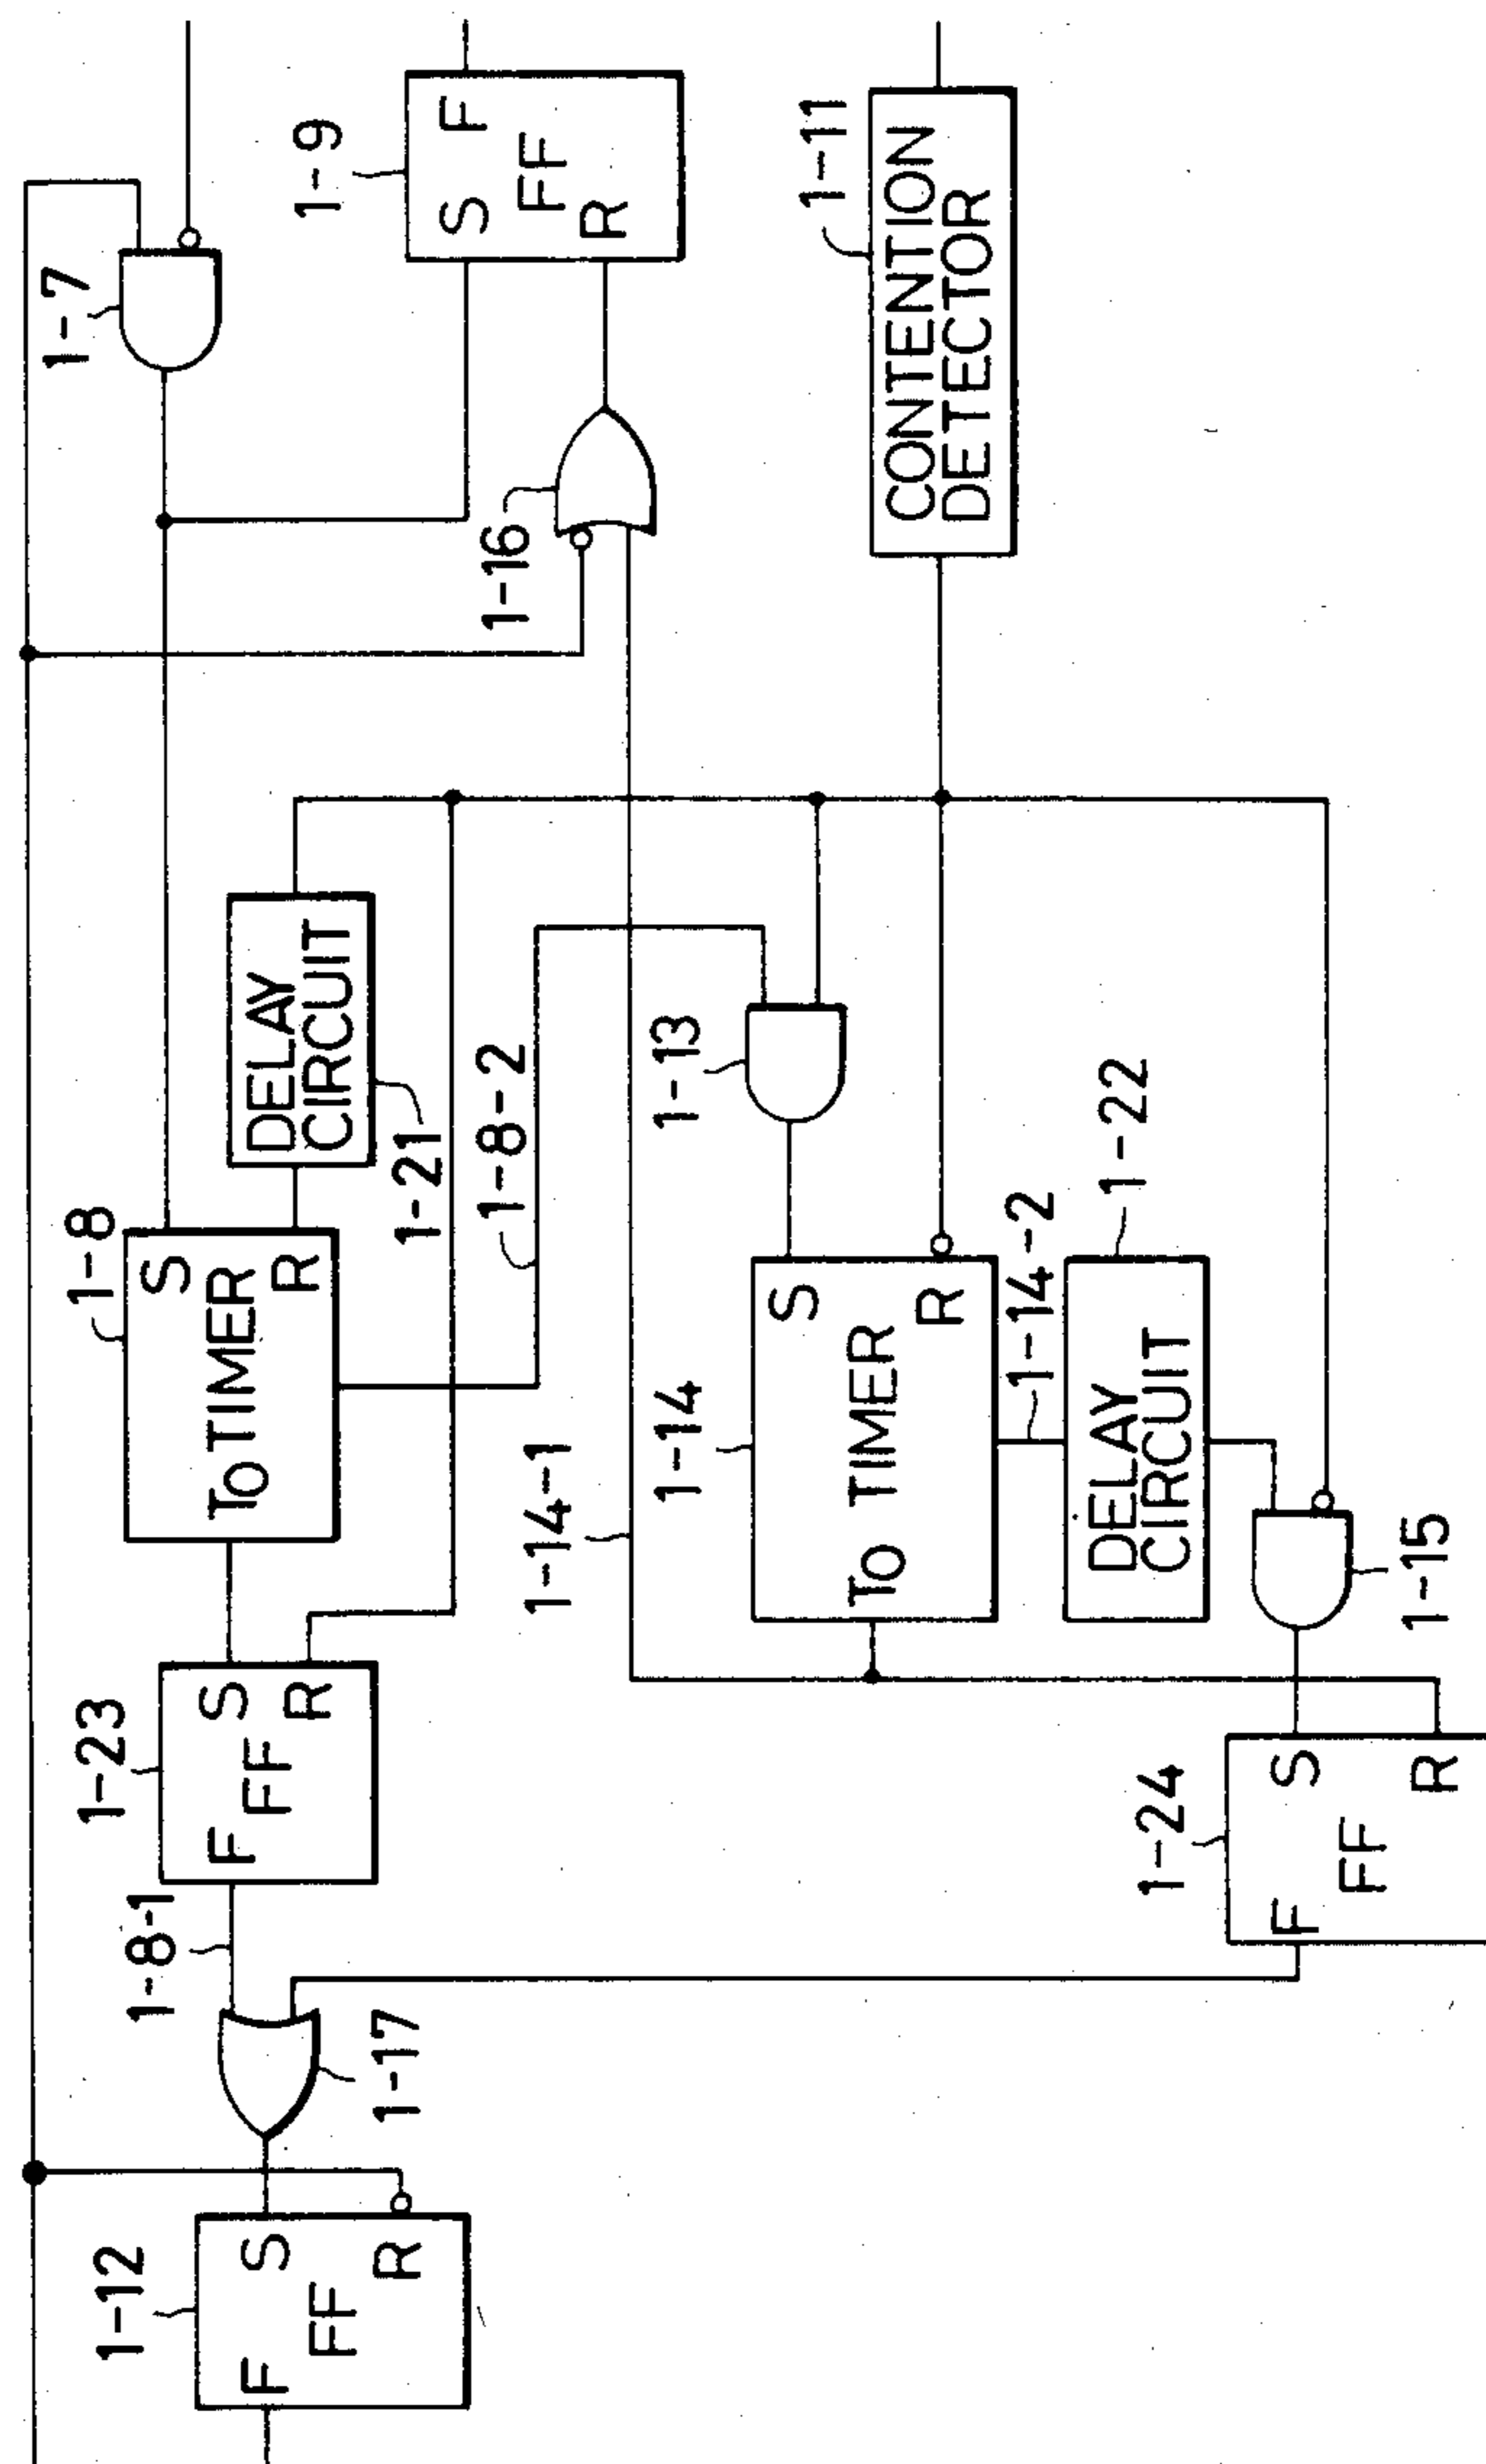 1-12
S
F
FF
R
1-17
1-8-1
1-23
S
F
FF
R
1-8
S
To TIMER
R
DELAY
CIRCUIT
1-21
1-8-2
1-7
1-9
S F
FF
R
1-16
1-14-1
1-14
S
To TIMER
R
1-13
1-14-2
DELAY
CIRCUIT
1-22
1-11
CONTENTION
DETECTOR
1-15
1-24
F S
FF
R